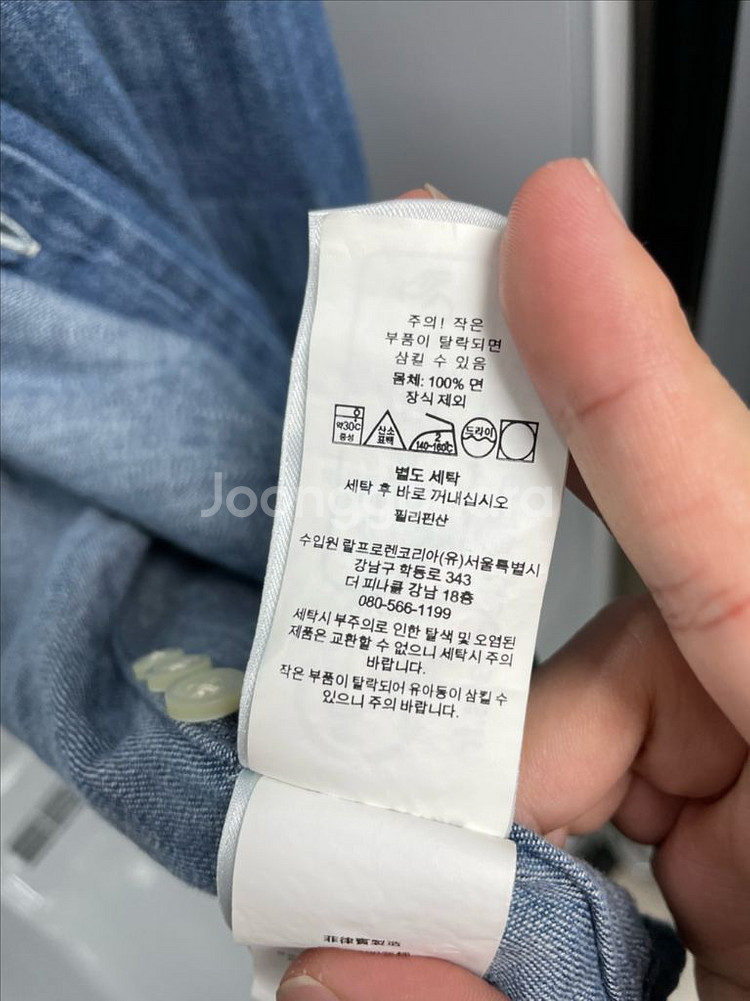 주의! 작은
부품이 탈락되면
삼킬 수 있음
몸체: 100% 면
장식 제외
약30C
중성
산소
표백
2
140~160℃
드라이
별도 세탁
세탁 후 바로 꺼내십시오
필리핀산
수입원 랄프로렌코리아(유)서울특별시
강남구 학동로 343
더 피나클 강남 18층
080-566-1199
세탁시 부주의로 인한 탈색 및 오염된
제품은 교환할 수 없으니 세탁시 주의
바랍니다.
작은 부품이 탈락되어 유아동이 삼킬 수
있으니 주의 바랍니다.
菲律賓製造